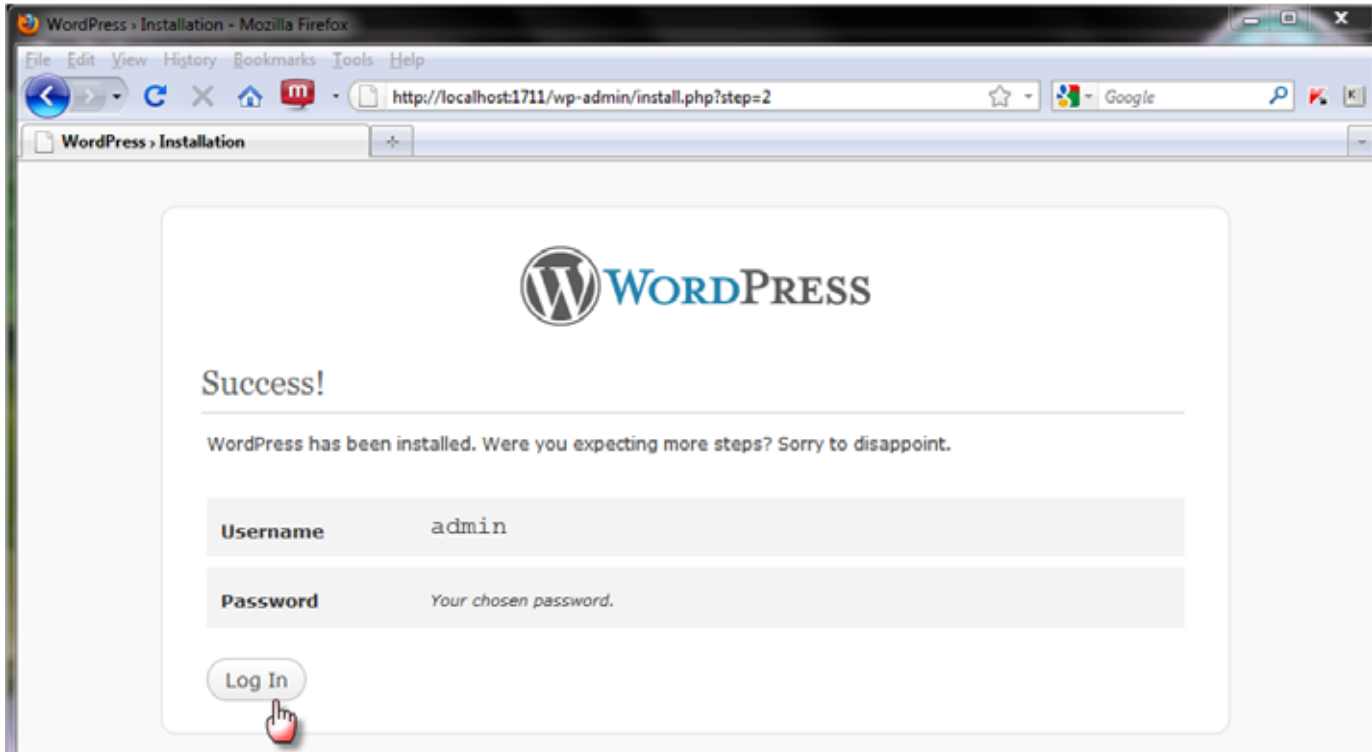 WordPress › Installation - Mozilla Firefox
File Edit View History Bookmarks Tools Help
m http://localhost:1711/wp-admin/install.php?step=2 Google K
WordPress › Installation
WORDPRESS
Success!
WordPress has been installed. Were you expecting more steps? Sorry to disappoint.
Username admin
Password Your chosen password.
Log In